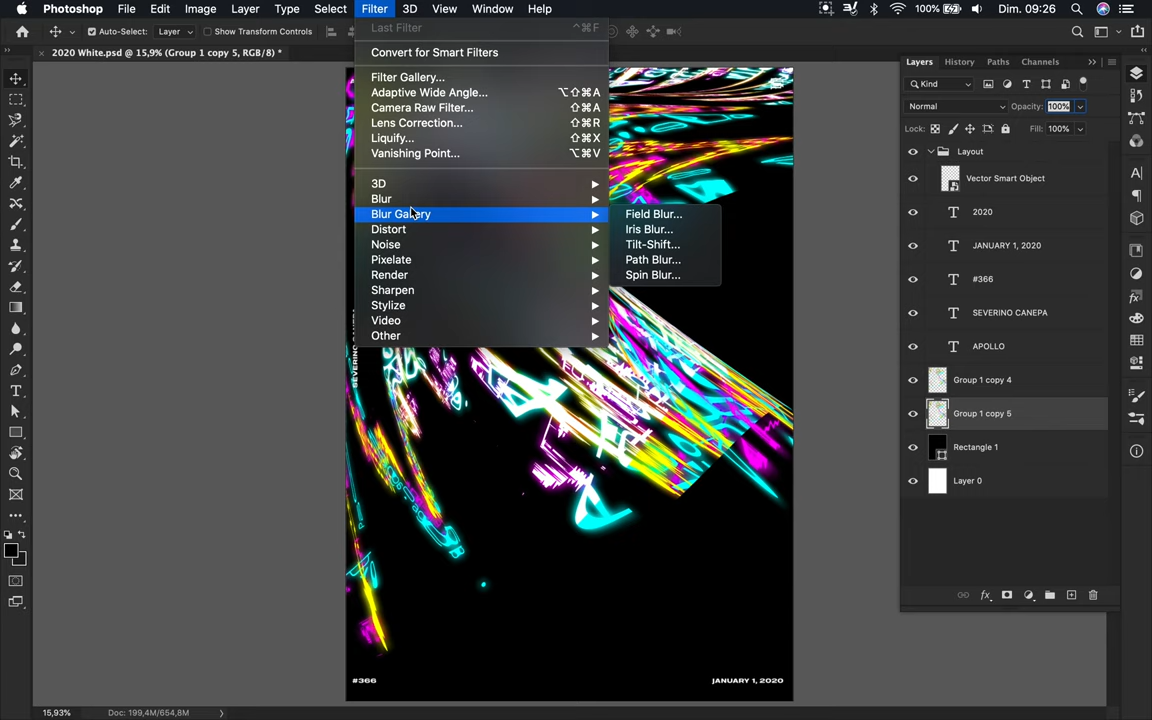 Photoshop File Edit Image Layer Type Select Filter 3D View Window Help 100% Dim. 09:26
Auto-Select: Layer Show Transform Controls
2020 White.psd @ 15,9% (Group 1 copy 5, RGB/8) *
Last Filter ^⌘F
Convert for Smart Filters
Filter Gallery...
Adaptive Wide Angle... ⌥⇧⌘A
Camera Raw Filter... ⇧⌘A
Lens Correction... ⇧⌘R
Liquify... ⇧⌘X
Vanishing Point... ⌥⌘V
3D
Blur
Blur Gallery
Distort
Noise
Pixelate
Render
Sharpen
Stylize
Video
Other
Field Blur...
Iris Blur...
Tilt-Shift...
Path Blur...
Spin Blur...
SEVERINO CANEPA
#366
JANUARY 1, 2020
Layers History Paths Channels
Kind
Normal Opacity: 100%
Lock: Fill: 100%
Layout
Vector Smart Object
T 2020
T JANUARY 1, 2020
T #366
T SEVERINO CANEPA
T APOLLO
Group 1 copy 4
Group 1 copy 5
Rectangle 1
Layer 0
fx
15,93% Doc: 199,4M/654,8M